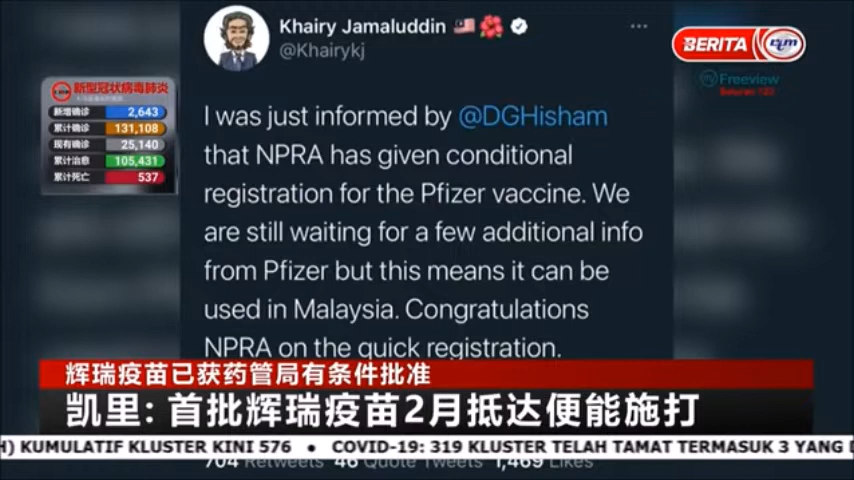 Khairy Jamaluddin
@Khairykj
BERITA rtm
Freeview
Saluran 123
新型冠状病毒肺炎
新增确诊 2,643
累计确诊 131,108
现有确诊 25,140
累计治愈 105,431
累计死亡 537
I was just informed by @DGHisham
that NPRA has given conditional
registration for the Pfizer vaccine. We
are still waiting for a few additional info
from Pfizer but this means it can be
used in Malaysia. Congratulations
NPRA on the quick registration.
辉瑞疫苗已获药管局有条件批准
凯里: 首批辉瑞疫苗2月抵达便能施打
H) KUMULATIF KLUSTER KINI 576 • COVID-19: 319 KLUSTER TELAH TAMAT TERMASUK 3 YANG
704 Retweets 46 Quote Tweets 1,469 Likes